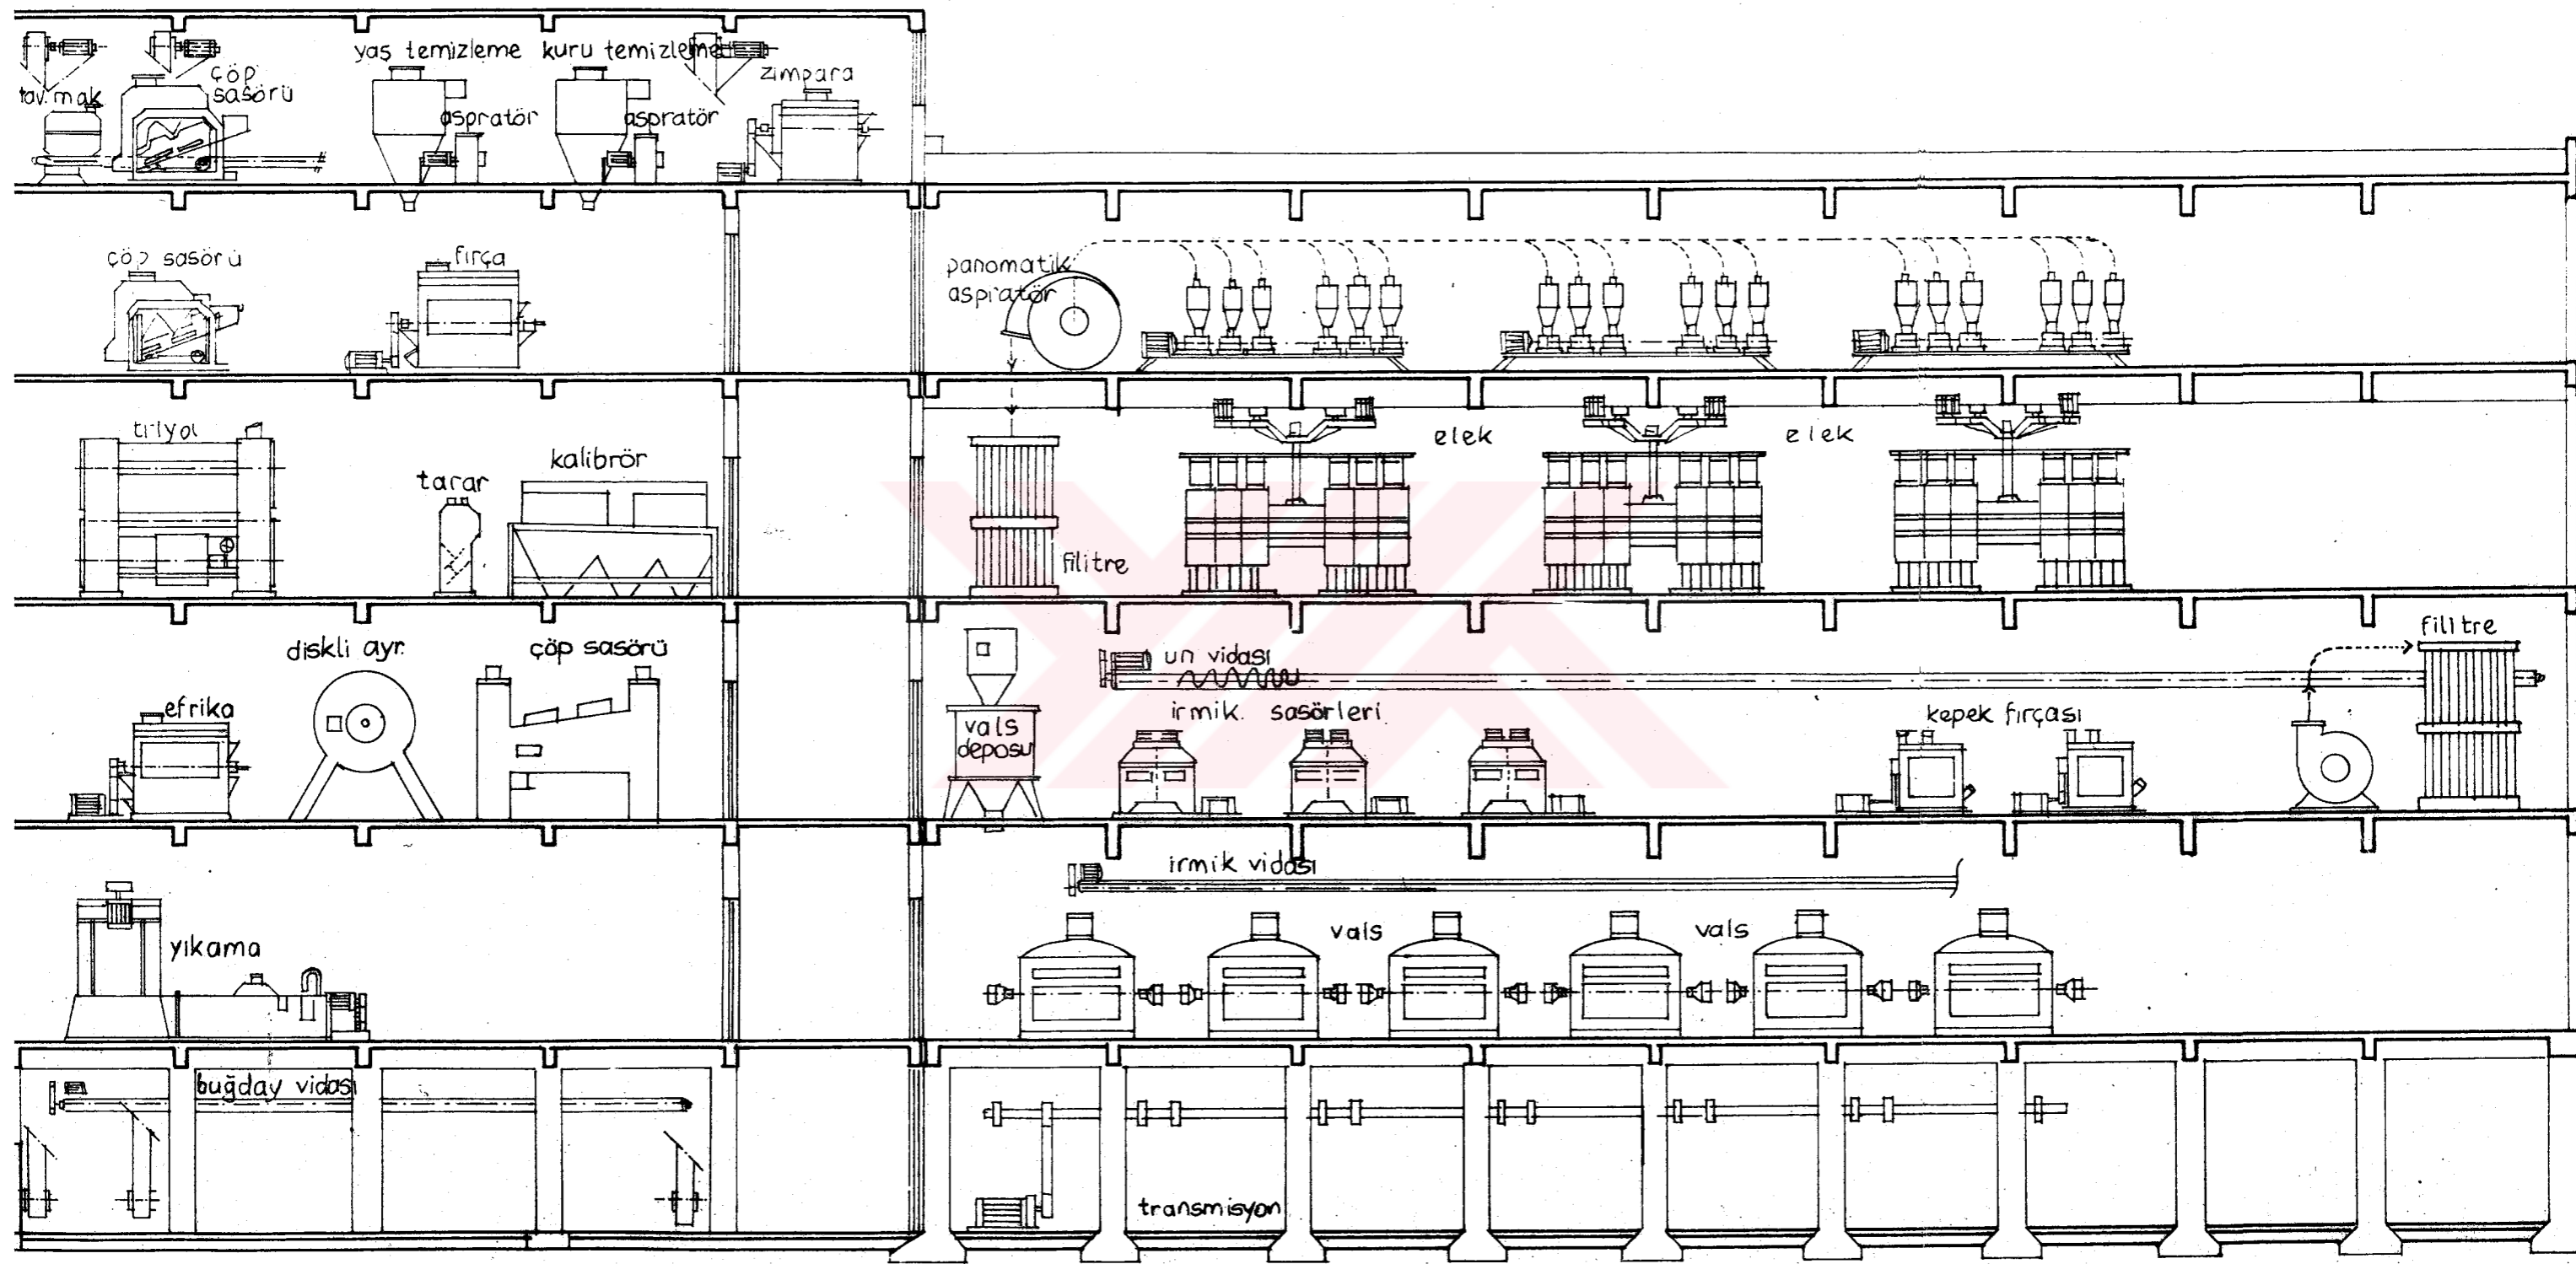 yaş temizleme
kuru temizleme
zımpara
çöp
sasörü
tav.mak
aspratör
aspratör
çöp sasörü
fırça
panomatik
aspiratör
trlyöl
tarar
kalibrör
elek
elek
filitre
diskli ayr.
çöp sasörü
efrika
vals
deposu
un vidası
irmik sasörleri
kepek fırçası
filitre
yıkama
irmik vidası
vals
vals
buğday vidası
transmisyon